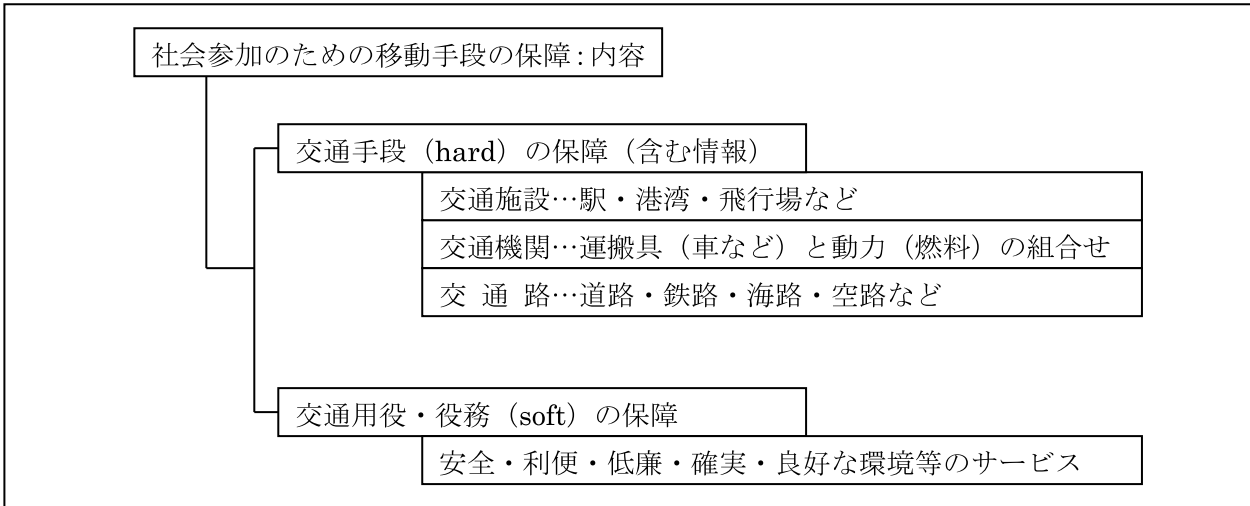 社会参加のための移動手段の保障:内容
交通手段（hard）の保障（含む情報）
交通施設…駅・港湾・飛行場など
交通機関…運搬具（車など）と動力（燃料）の組合せ
交 通 路…道路・鉄路・海路・空路など
交通用役・役務（soft）の保障
安全・利便・低廉・確実・良好な環境等のサービス